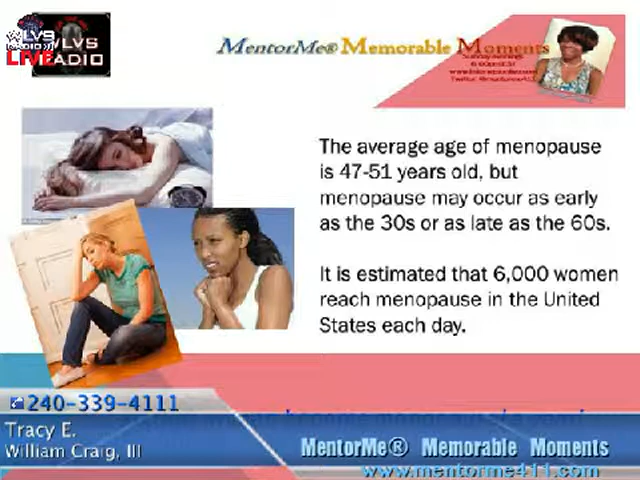 WLVS
RADIO
LIVE
WLVS
RADIO
MentorMe® Memorable Moments
The average age of menopause
is 47-51 years old, but
menopause may occur as early
as the 30s or as late as the 60s.
It is estimated that 6,000 women
reach menopause in the United
States each day.
240-339-4111
Tracy E.
William Craig, III
MentorMe® Memorable Moments
www.mentorme411.com